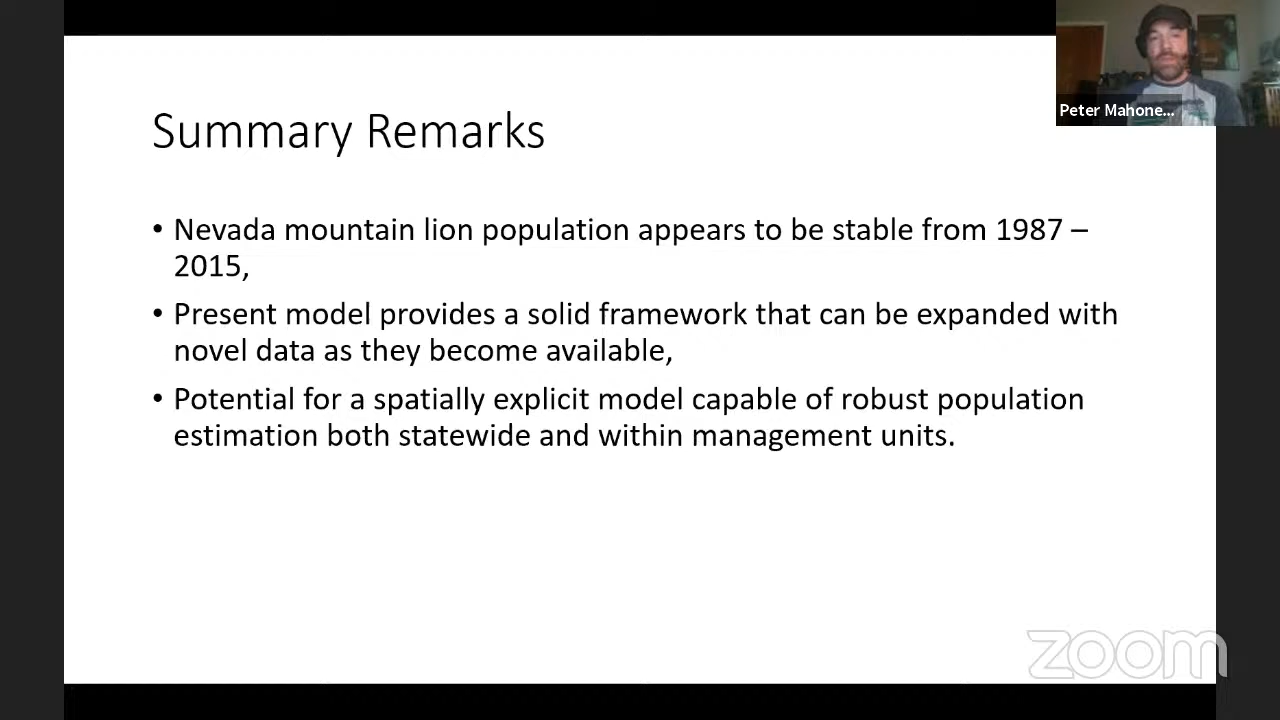 Peter Mahone...
Summary Remarks
• Nevada mountain lion population appears to be stable from 1987 –
2015,
• Present model provides a solid framework that can be expanded with
novel data as they become available,
• Potential for a spatially explicit model capable of robust population
estimation both statewide and within management units.
zoom